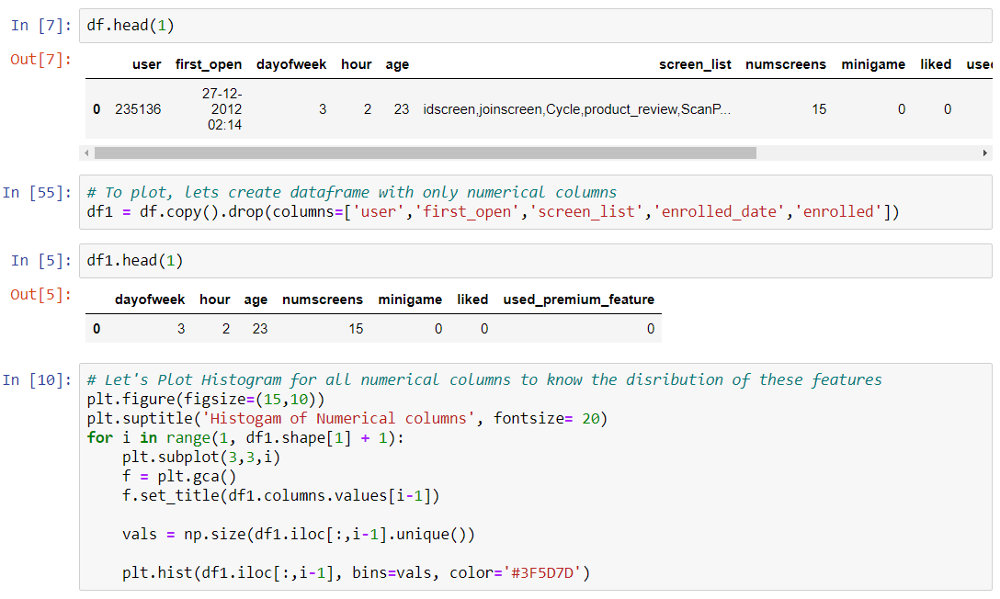 In [7]: df.head(1)
Out[7]:
user first_open dayofweek hour age screen_list numscreens minigame liked
0 235136 27-12-2012 02:14 3 2 23 idscreen,joinscreen,Cycle,product_review,ScanP... 15 0 0
In [55]: # To plot, lets create dataframe with only numerical columns
df1 = df.copy().drop(columns=['user','first_open','screen_list','enrolled_date','enrolled'])
In [5]: df1.head(1)
Out[5]:
dayofweek hour age numscreens minigame liked used_premium_feature
0 3 2 23 15 0 0 0
In [10]: # Let's Plot Histogram for all numerical columns to know the disribution of these features
plt.figure(figsize=(15,10))
plt.suptitle('Histogam of Numerical columns', fontsize= 20)
for i in range(1, df1.shape[1] + 1):
    plt.subplot(3,3,i)
    f = plt.gca()
    f.set_title(df1.columns.values[i-1])
    vals = np.size(df1.iloc[:,i-1].unique())
    plt.hist(df1.iloc[:,i-1], bins=vals, color='#3F5D7D')